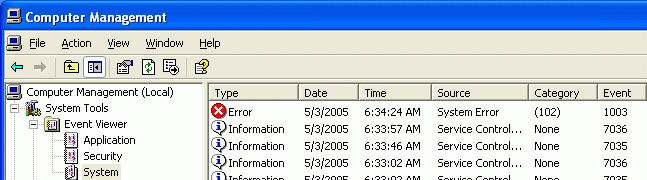 Computer Management
File Action View Window Help
Computer Management (Local)
System Tools
Event Viewer
Application
Security
System
Type Date Time Source Category Event
Error 5/3/2005 6:34:24 AM System Error (102) 1003
Information 5/3/2005 6:33:57 AM Service Control... None 7036
Information 5/3/2005 6:33:46 AM Service Control... None 7035
Information 5/3/2005 6:33:02 AM Service Control... None 7036
Information 5/3/2005 6:33:02 AM Service Control... None 7035